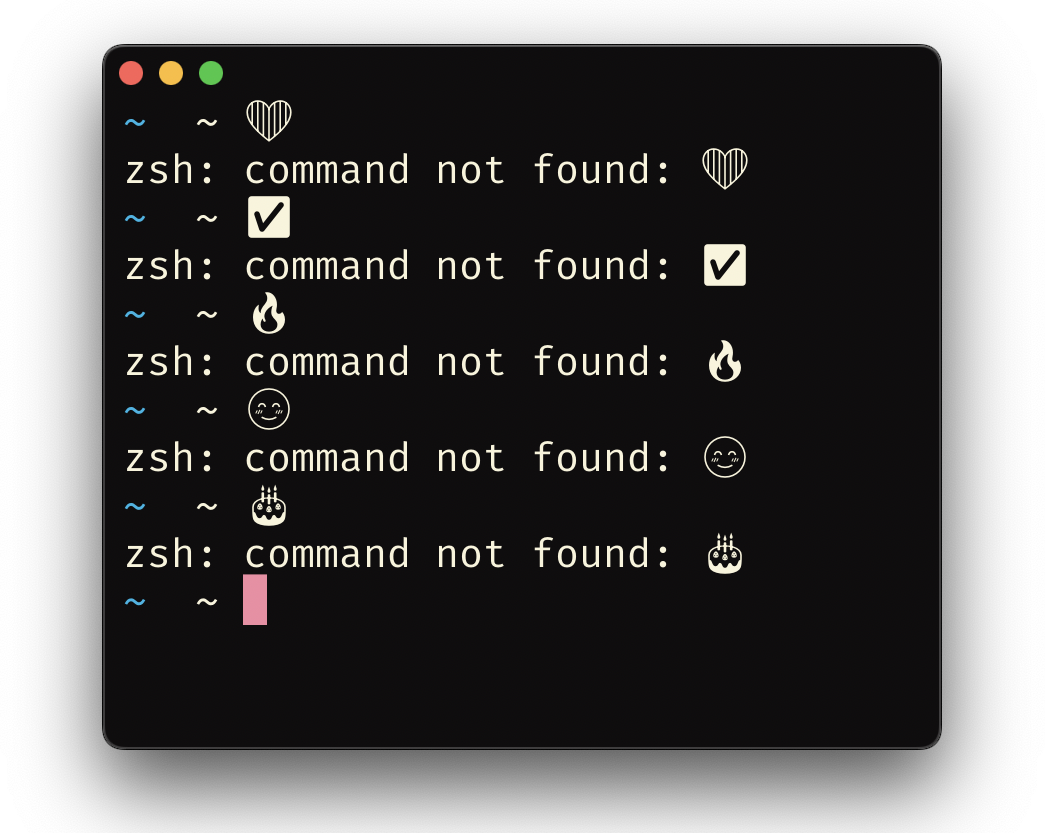 ~ ~ 💙
zsh: command not found: 💙
~ ~ ✅
zsh: command not found: ✅
~ ~ 🔥
zsh: command not found: 🔥
~ ~ 😊
zsh: command not found: 😊
~ ~ 🎂
zsh: command not found: 🎂
~ ~